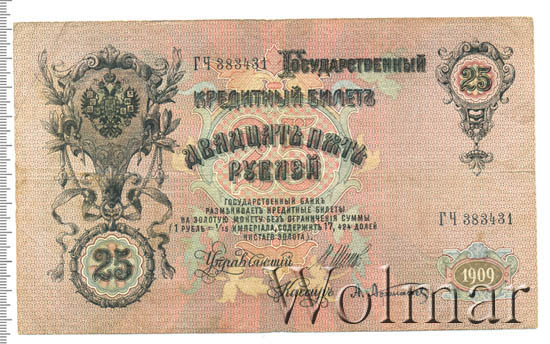 ГЧ 383431 Государственный
25
Кредитный Билетъ
Двадцать пять
Рублей
ГОСУДАРСТВЕННЫЙ БАНКЪ
РАЗМѢНИВАЕТЪ КРЕДИТНЫЕ БИЛЕТЫ
НА ЗОЛОТУЮ МОНЕТУ БЕЗЪ ОГРАНИЧЕНІЯ СУММЫ
(1 РУБЛЬ = 1/15 ИМПЕРІАЛА, СОДЕРЖИТЪ 17,424 ДОЛЕЙ
ЧИСТАГО ЗОЛОТА).
ГЧ 383431
25
Управляющій
1909
Кассиръ
Wolmar